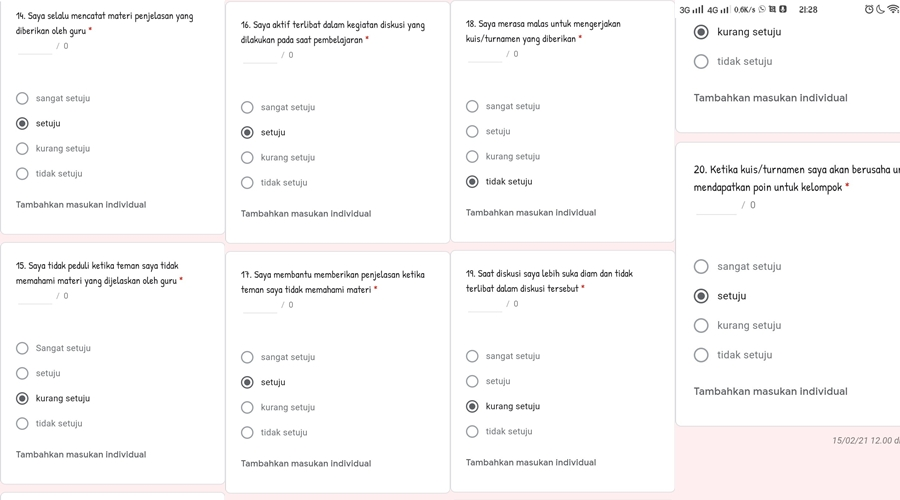 14. Saya selalu mencatat materi penjelasan yang
diberikan oleh guru *
/ 0
sangat setuju
setuju
kurang setuju
tidak setuju
Tambahkan masukan individual
15. Saya tidak peduli ketika teman saya tidak
memahami materi yang dijelaskan oleh guru *
/ 0
Sangat setuju
setuju
kurang setuju
tidak setuju
Tambahkan masukan individual
16. Saya aktif terlibat dalam kegiatan diskusi yang
dilakukan pada saat pembelajaran *
/ 0
sangat setuju
setuju
kurang setuju
tidak setuju
Tambahkan masukan individual
17. Saya membantu memberikan penjelasan ketika
teman saya tidak memahami materi *
/ 0
sangat setuju
setuju
kurang setuju
tidak setuju
Tambahkan masukan individual
18. Saya merasa malas untuk mengerjakan
kuis/turnamen yang diberikan *
/ 0
sangat setuju
setuju
kurang setuju
tidak setuju
Tambahkan masukan individual
19. Saat diskusi saya lebih suka diam dan tidak
terlibat dalam diskusi tersebut *
/ 0
sangat setuju
setuju
kurang setuju
tidak setuju
Tambahkan masukan individual
3G 4G 0.6K/s 21:28
kurang setuju
tidak setuju
Tambahkan masukan individual
20. Ketika kuis/turnamen saya akan berusaha
mendapatkan poin untuk kelompok *
/ 0
sangat setuju
setuju
kurang setuju
tidak setuju
Tambahkan masukan individual
15/02/21 12.00